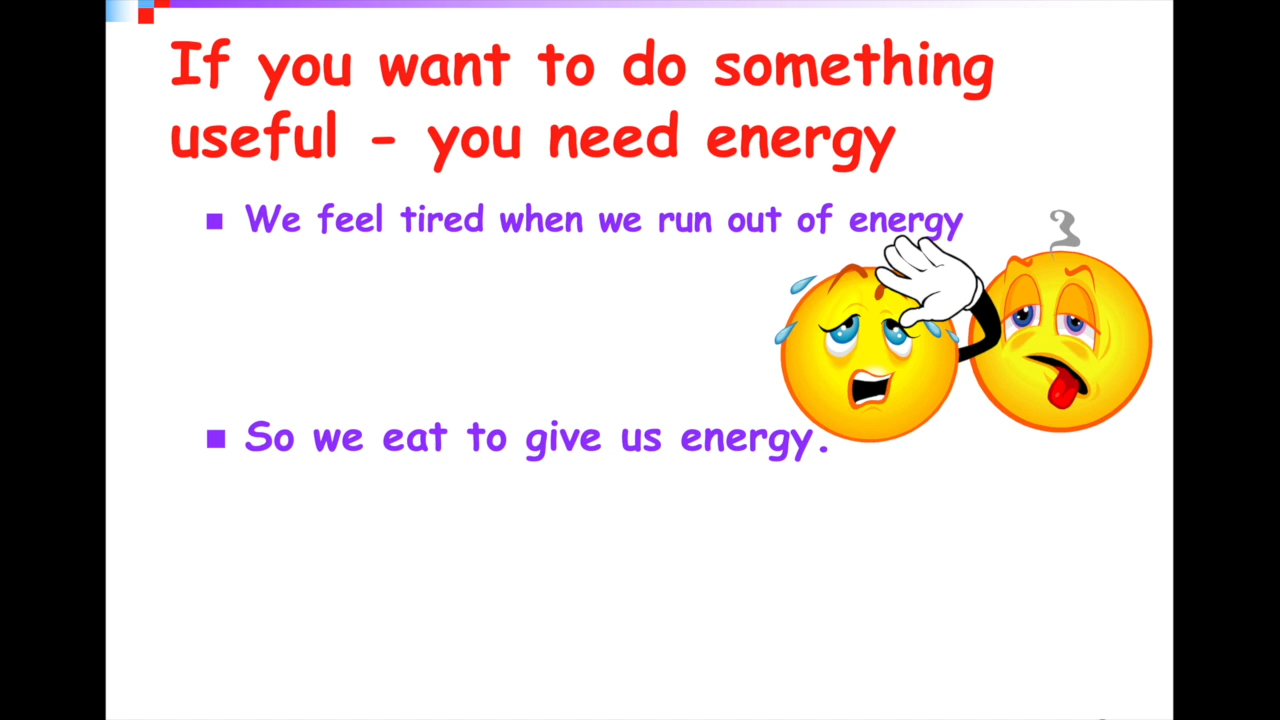 If you want to do something
useful - you need energy
■ We feel tired when we run out of energy
■ So we eat to give us energy.